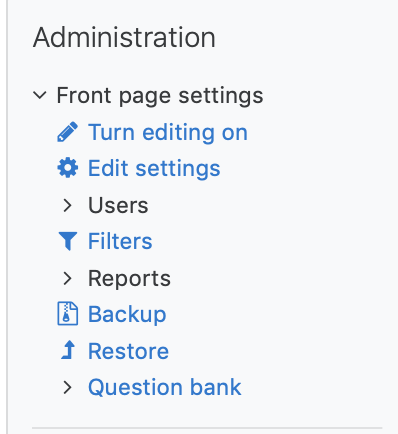 Administration
Front page settings
Turn editing on
Edit settings
Users
Filters
Reports
Backup
Restore
Question bank